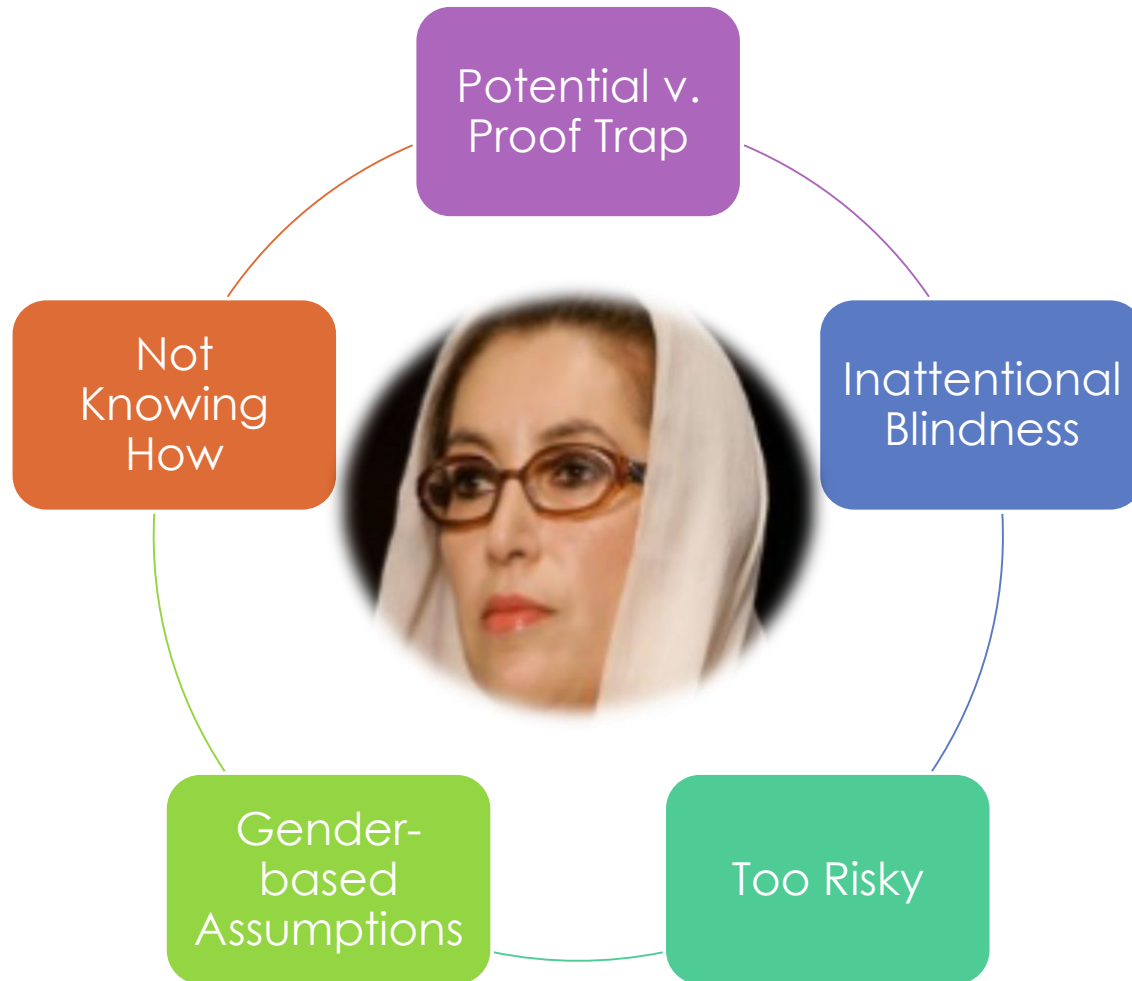 Potential v.
Proof Trap
Inattentional
Blindness
Too Risky
Gender-
based
Assumptions
Not
Knowing
How